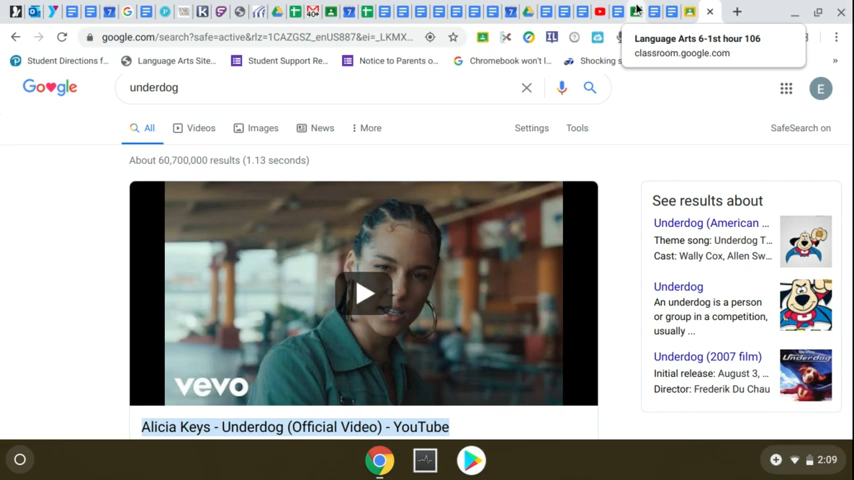 Language Arts 6-1st hour 106
classroom.google.com
google.com/search?safe=active&rlz=1CAZGSZ_enUS887&ei=_LKMX...
Student Directions f... Language Arts Site... Student Support Re... Notice to Parents o... Chromebook won't l... Shocking s
Google underdog E
All Videos Images News More Settings Tools SafeSearch on
About 60,700,000 results (1.13 seconds)
See results about
Underdog (American ...
Theme song: Underdog T...
Cast: Wally Cox, Allen Sw...
Underdog
An underdog is a person
or group in a competition,
usually ...
Underdog (2007 film)
Initial release: August 3, ...
Director: Frederik Du Chau
vevo
Alicia Keys - Underdog (Official Video) - YouTube
2:09